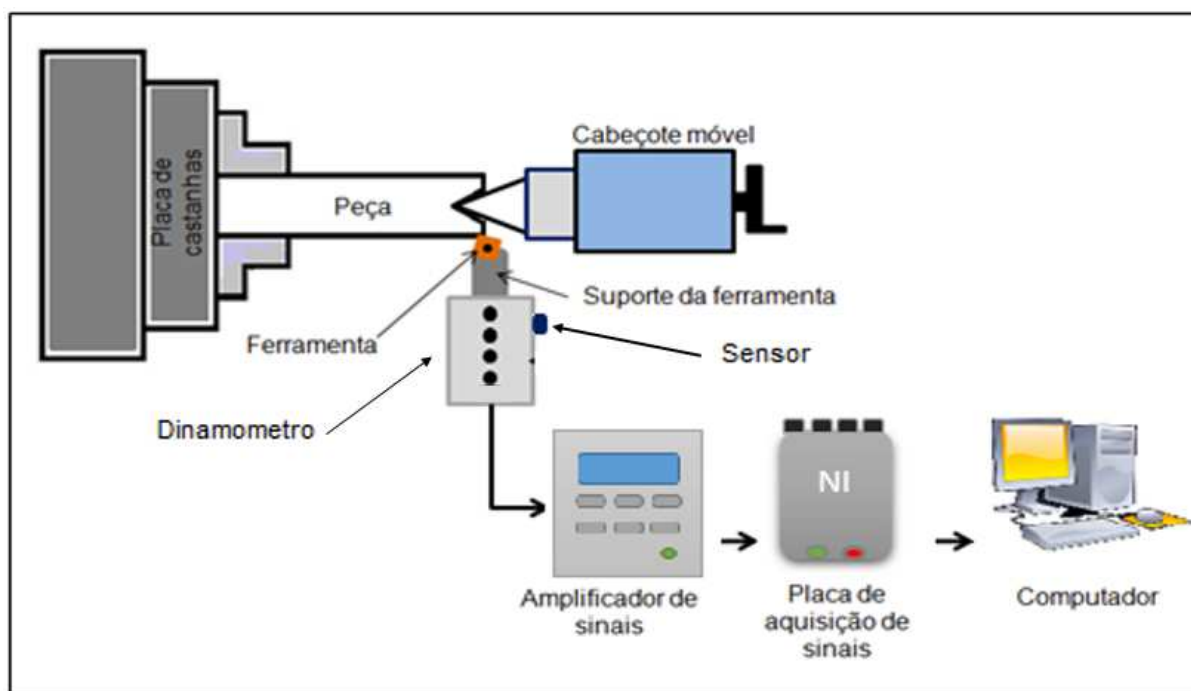 Cabeçote móvel
Placa de
castanhas
Peça
Suporte da ferramenta
Ferramenta
Sensor
Dinamometro
NI
Amplificador de
sinais
Placa de
aquisição de
sinais
Computador